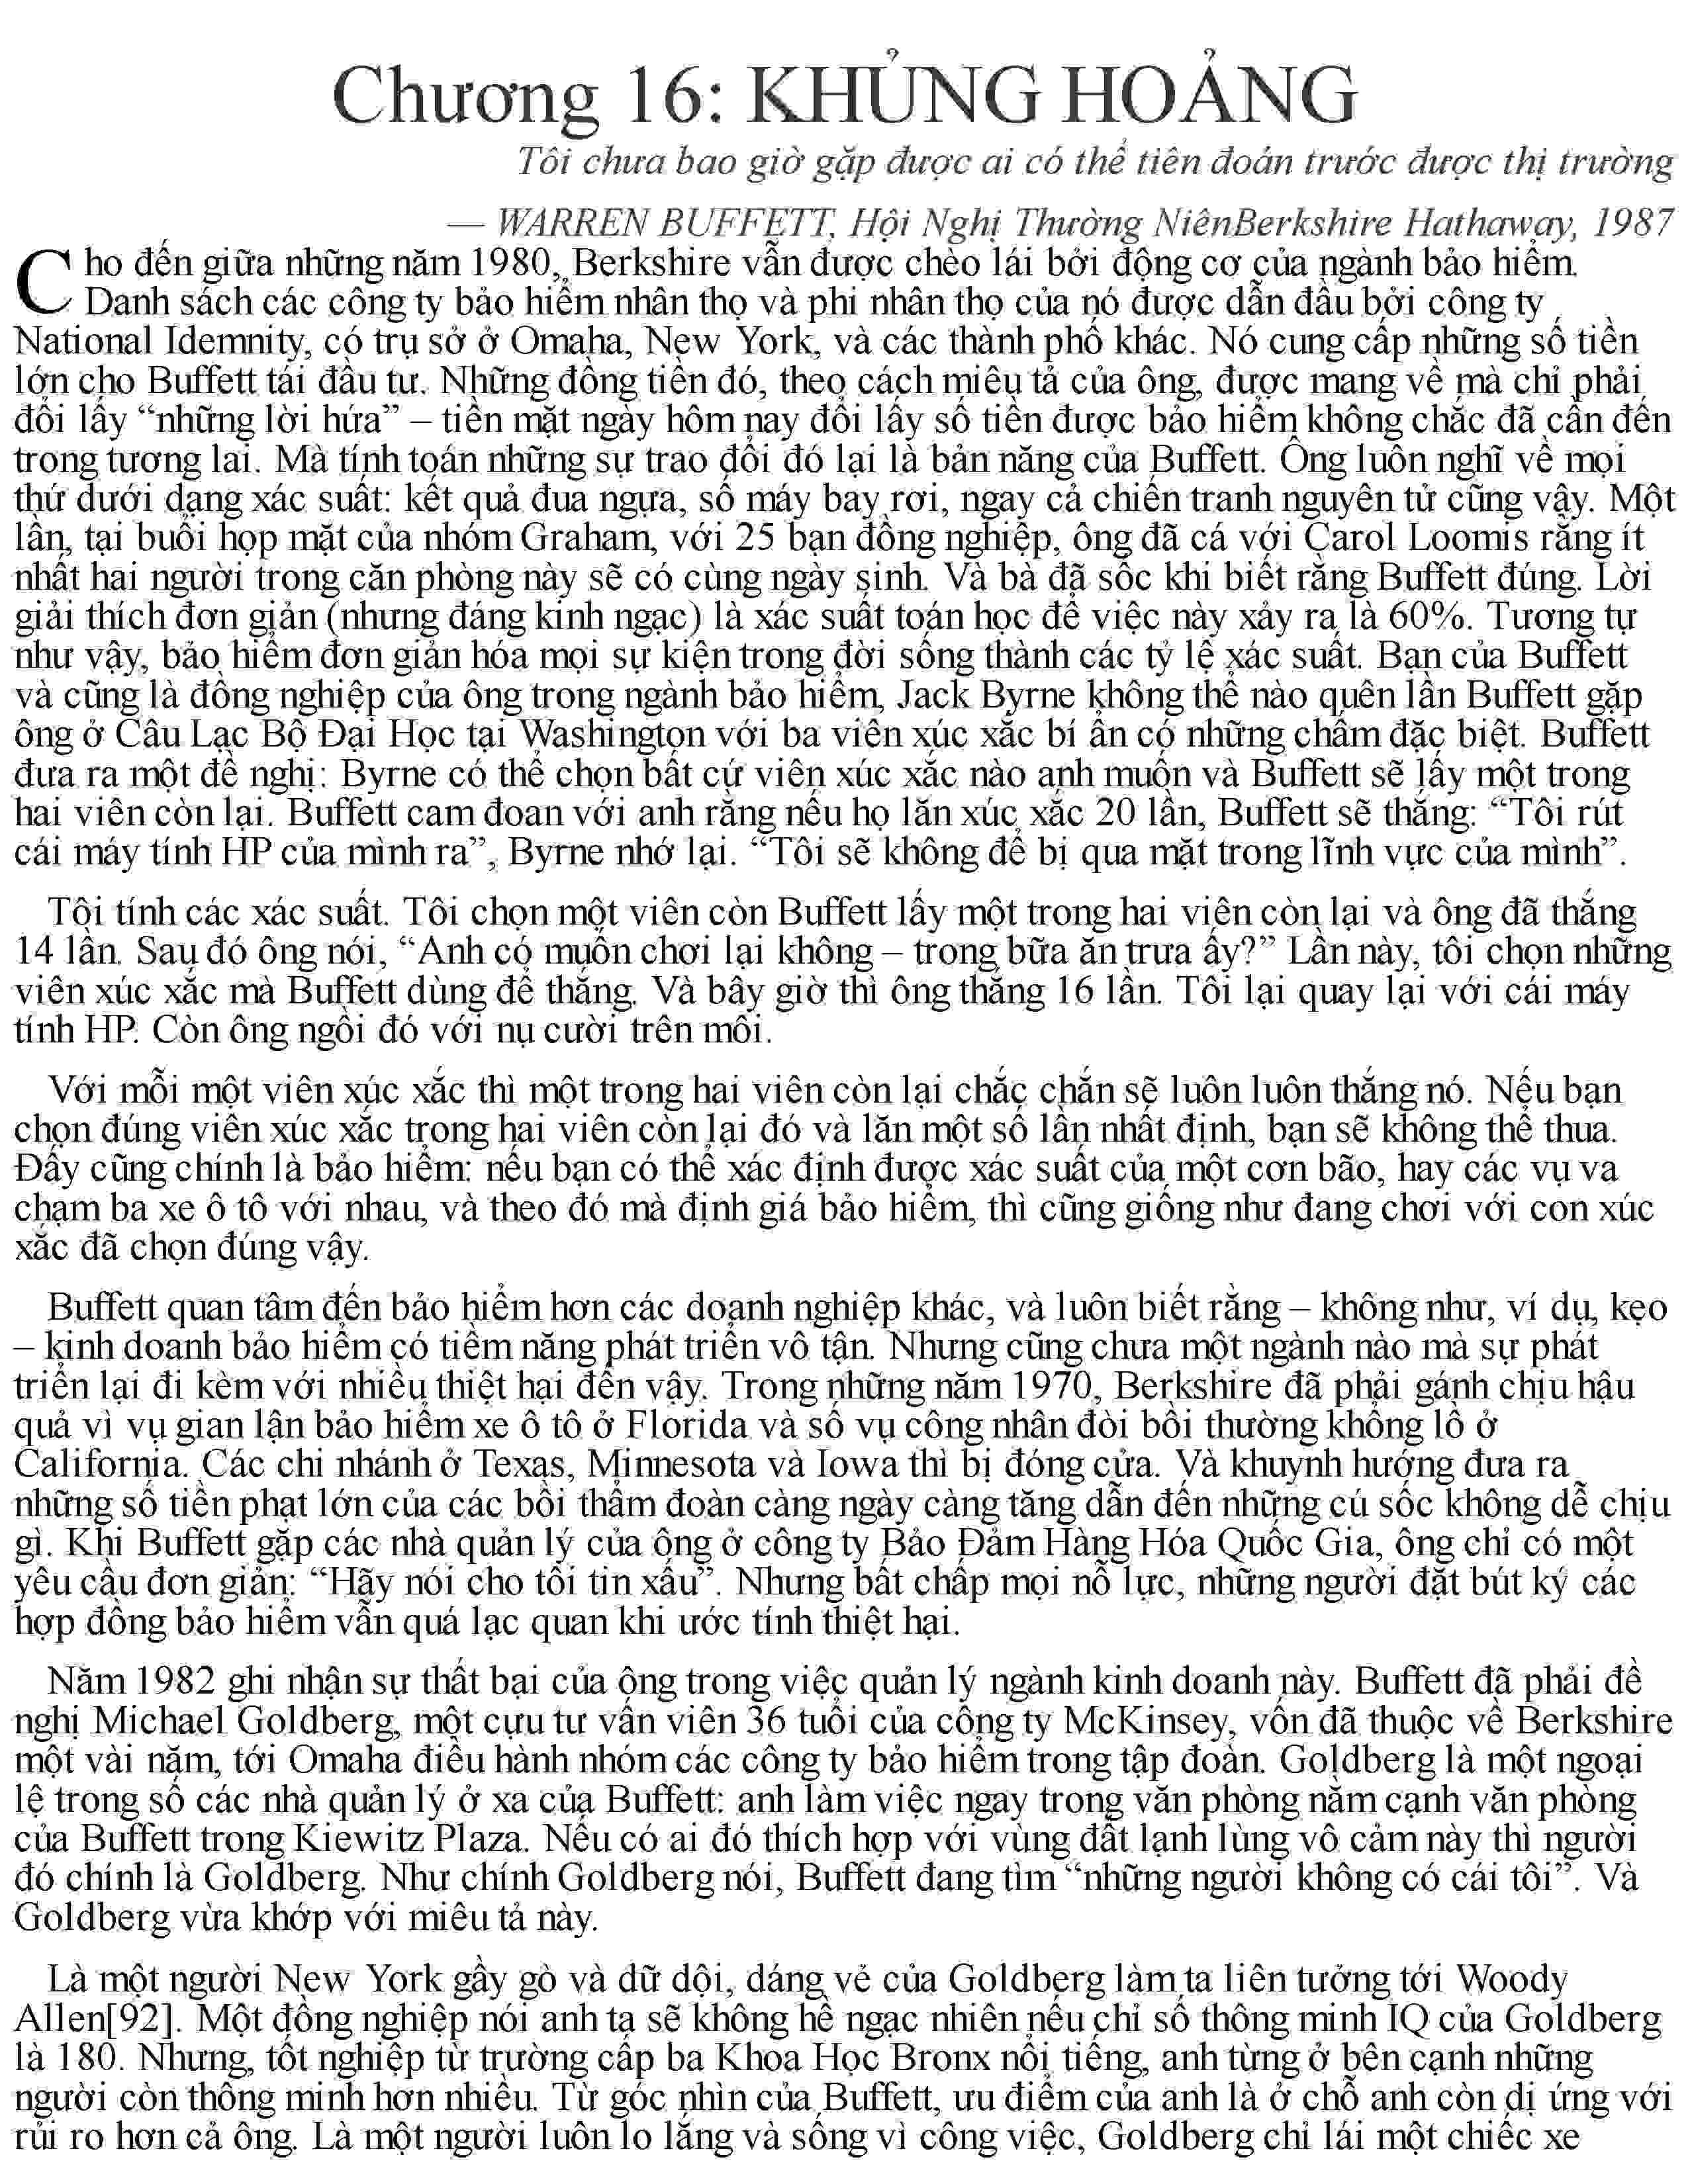 Chương 16: KHỦNG HOẢNG
Tôi chưa bao giờ gặp được ai có thể tiên đoán trước được thị trường
— WARREN BUFFETT, Hội Nghị Thường NiênBerkshire Hathaway, 1987
Cho đến giữa những năm 1980, Berkshire vẫn được chèo lái bởi động cơ của ngành bảo hiểm.
Danh sách các công ty bảo hiểm nhân thọ và phi nhân thọ của nó được dẫn đầu bởi công ty
National Idemnity, có trụ sở ở Omaha, New York, và các thành phố khác. Nó cung cấp những số tiền
lớn cho Buffett tái đầu tư. Những đồng tiền đó, theo cách miêu tả của ông, được mang về mà chỉ phải
đổi lấy “những lời hứa” – tiền mặt ngày hôm nay đổi lấy số tiền được bảo hiểm không chắc đã cần đến
trong tương lai. Mà tính toán những sự trao đổi đó lại là bản năng của Buffett. Ông luôn nghĩ về mọi
thứ dưới dạng xác suất: kết quả đua ngựa, số máy bay rơi, ngay cả chiến tranh nguyên tử cũng vậy. Một
lần, tại buổi họp mặt của nhóm Graham, với 25 bạn đồng nghiệp, ông đã cá với Carol Loomis rằng ít
nhất hai người trong căn phòng này sẽ có cùng ngày sinh. Và bà đã sốc khi biết rằng Buffett đúng. Lời
giải thích đơn giản (nhưng đáng kinh ngạc) là xác suất toán học để việc này xảy ra là 60%. Tương tự
như vậy, bảo hiểm đơn giản hóa mọi sự kiện trong đời sống thành các tỷ lệ xác suất. Bạn của Buffett
và cũng là đồng nghiệp của ông trong ngành bảo hiểm, Jack Byrne không thể nào quên lần Buffett gặp
ông ở Câu Lạc Bộ Đại Học tại Washington với ba viên xúc xắc bí ẩn có những chấm đặc biệt. Buffett
đưa ra một đề nghị: Byrne có thể chọn bất cứ viên xúc xắc nào anh muốn và Buffett sẽ lấy một trong
hai viên còn lại. Buffett cam đoan với anh rằng nếu họ lăn xúc xắc 20 lần, Buffett sẽ thắng: “Tôi rút
cái máy tính HP của mình ra”, Byrne nhớ lại. “Tôi sẽ không để bị qua mặt trong lĩnh vực của mình”.
Tôi tính các xác suất. Tôi chọn một viên còn Buffett lấy một trong hai viên còn lại và ông đã thắng
14 lần. Sau đó ông nói, “Anh có muốn chơi lại không – trong bữa ăn trưa ấy?” Lần này, tôi chọn những
viên xúc xắc mà Buffett dùng để thắng. Và bây giờ thì ông thắng 16 lần. Tôi lại quay lại với cái máy
tính HP. Còn ông ngồi đó với nụ cười trên môi.
Với mỗi một viên xúc xắc thì một trong hai viên còn lại chắc chắn sẽ luôn luôn thắng nó. Nếu bạn
chọn đúng viên xúc xắc trong hai viên còn lại đó và lăn một số lần nhất định, bạn sẽ không thể thua.
Đấy cũng chính là bảo hiểm: nếu bạn có thể xác định được xác suất của một cơn bão, hay các vụ va
chạm ba xe ô tô với nhau, và theo đó mà định giá bảo hiểm, thì cũng giống như đang chơi với con xúc
xắc đã chọn đúng vậy.
Buffett quan tâm đến bảo hiểm hơn các doanh nghiệp khác, và luôn biết rằng – không như, ví dụ, kẹo
– kinh doanh bảo hiểm có tiềm năng phát triển vô tận. Nhưng cũng chưa một ngành nào mà sự phát
triển lại đi kèm với nhiều thiệt hại đến vậy. Trong những năm 1970, Berkshire đã phải gánh chịu hậu
quả vì vụ gian lận bảo hiểm xe ô tô ở Florida và số vụ công nhân đòi bồi thường khổng lồ ở
California. Các chi nhánh ở Texas, Minnesota và Iowa thì bị đóng cửa. Và khuynh hướng đưa ra
những số tiền phạt lớn của các bồi thẩm đoàn càng ngày càng tăng dẫn đến những cú sốc không dễ chịu
gì. Khi Buffett gặp các nhà quản lý của ông ở công ty Bảo Đảm Hàng Hóa Quốc Gia, ông chỉ có một
yêu cầu đơn giản: “Hãy nói cho tôi tin xấu”. Nhưng bất chấp mọi nỗ lực, những người đặt bút ký các
hợp đồng bảo hiểm vẫn quá lạc quan khi ước tính thiệt hại.
Năm 1982 ghi nhận sự thất bại của ông trong việc quản lý ngành kinh doanh này. Buffett đã phải đề
nghị Michael Goldberg, một cựu tư vấn viên 36 tuổi của công ty McKinsey, vốn đã thuộc về Berkshire
một vài năm, tới Omaha điều hành nhóm các công ty bảo hiểm trong tập đoàn. Goldberg là một ngoại
lệ trong số các nhà quản lý ở xa của Buffett: anh làm việc ngay trong văn phòng nằm cạnh văn phòng
của Buffett trong Kiewitz Plaza. Nếu có ai đó thích hợp với vùng đất lạnh lùng vô cảm này thì người
đó chính là Goldberg. Như chính Goldberg nói, Buffett đang tìm “những người không có cái tôi”. Và
Goldberg vừa khớp với miêu tả này.
Là một người New York gầy gò và dữ dội, dáng vẻ của Goldberg làm ta liên tưởng tới Woody
Allen[92]. Một đồng nghiệp nói anh ta sẽ không hề ngạc nhiên nếu chỉ số thông minh IQ của Goldberg
là 180. Nhưng, tốt nghiệp từ trường cấp ba Khoa Học Bronx nổi tiếng, anh từng ở bên cạnh những
người còn thông minh hơn nhiều. Từ góc nhìn của Buffett, ưu điểm của anh là ở chỗ anh còn dị ứng với
rủi ro hơn cả ông. Là một người luôn lo lắng và sống vì công việc, Goldberg chỉ lái một chiếc xe